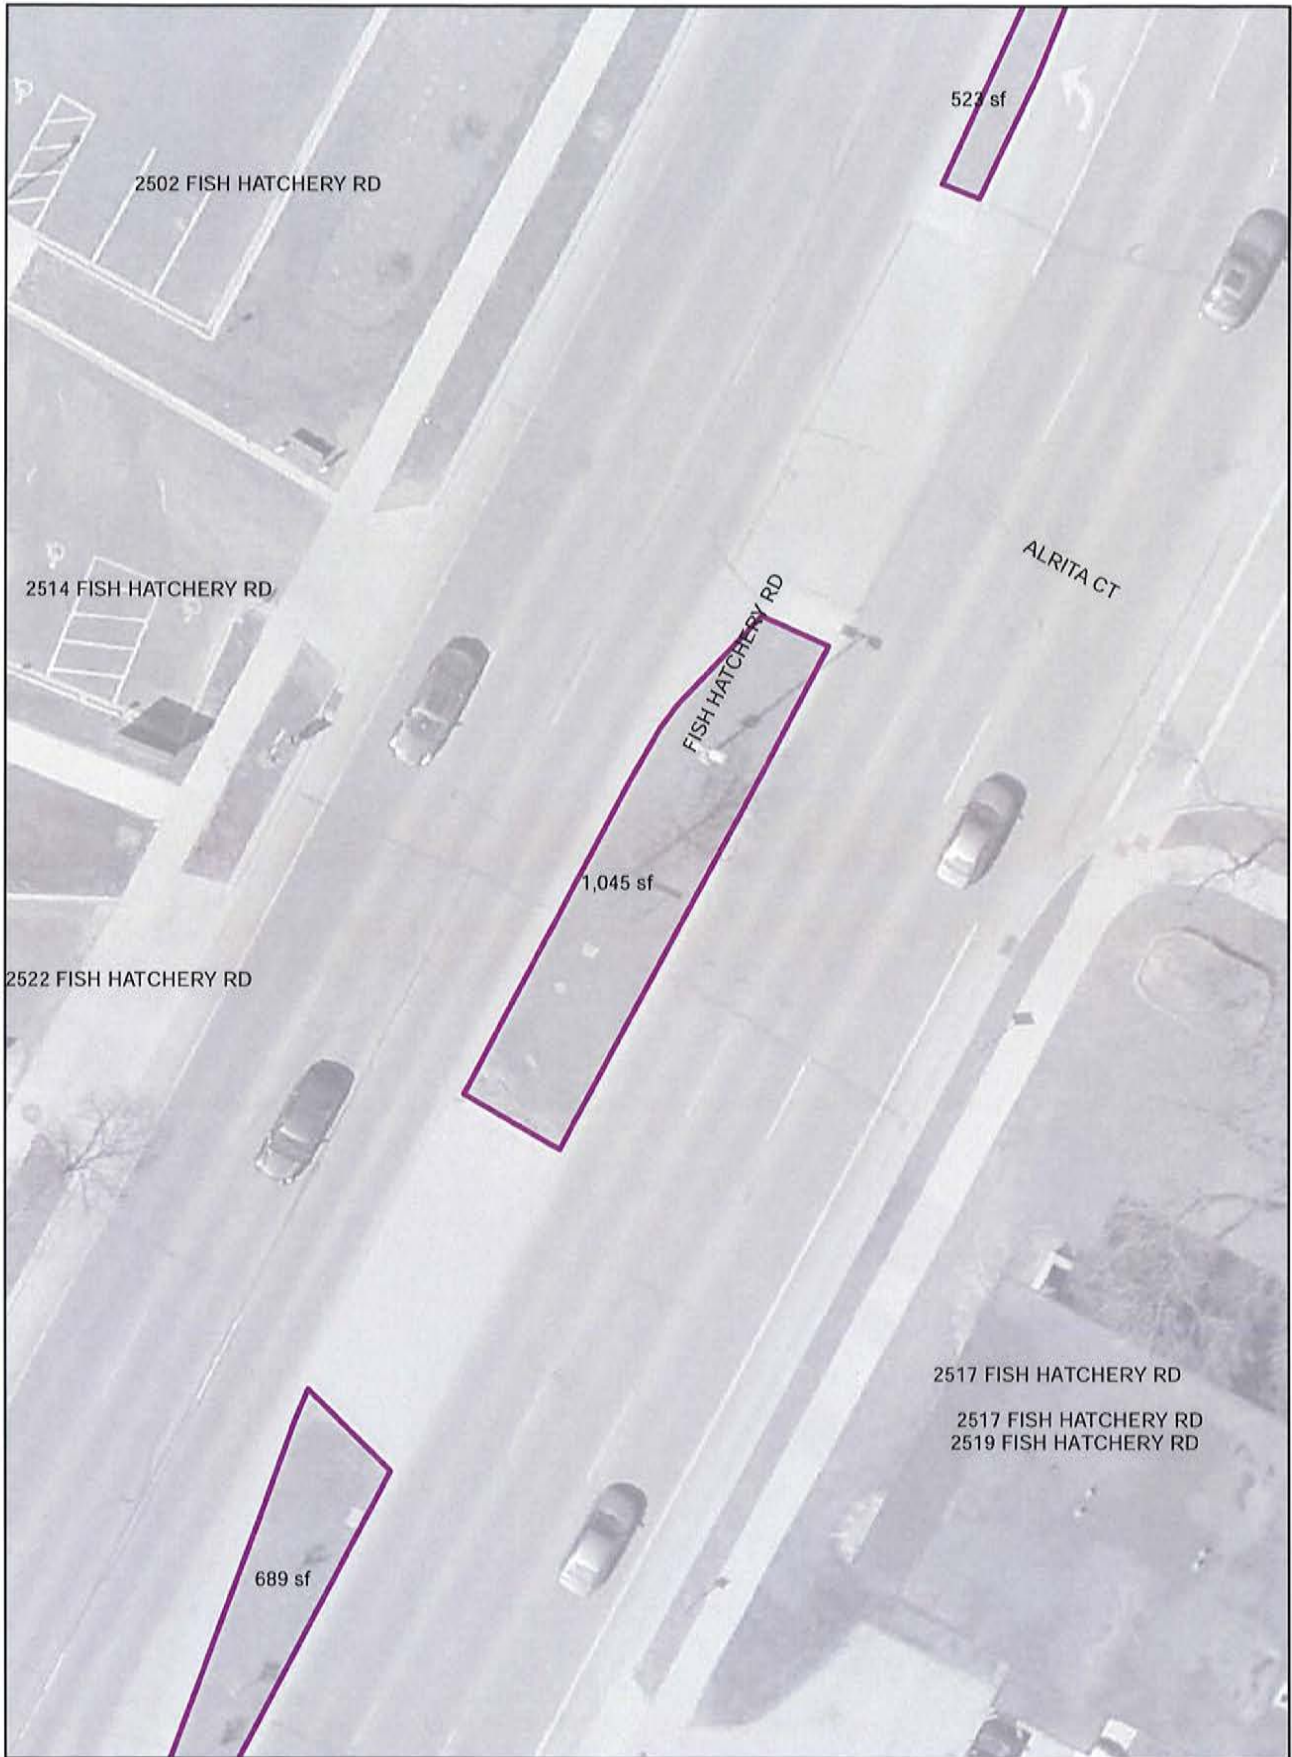 523 sf
2502 FISH HATCHERY RD
ALRITA CT
2514 FISH HATCHERY RD
FISH HATCHERY RD
1,045 sf
2522 FISH HATCHERY RD
2517 FISH HATCHERY RD
2517 FISH HATCHERY RD
2519 FISH HATCHERY RD
689 sf